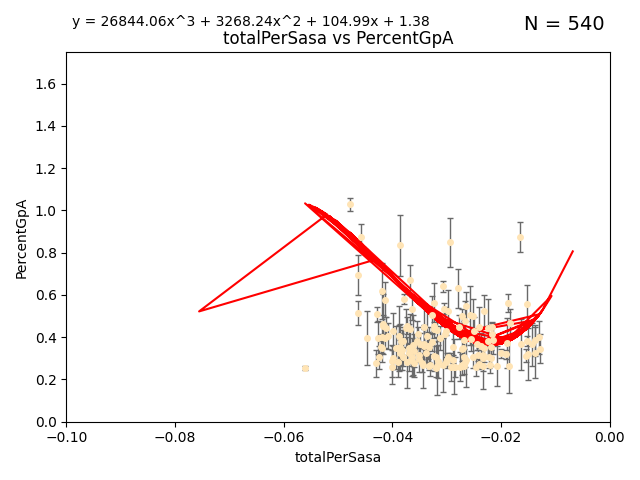 y = 26844.06x^3 + 3268.24x^2 + 104.99x + 1.38
N = 540
totalPerSasa vs PercentGpA
1.6
1.4
1.2
1.0
0.8
0.6
0.4
0.2
0.0
PercentGpA
−0.10 −0.08 −0.06 −0.04 −0.02 0.00
totalPerSasa